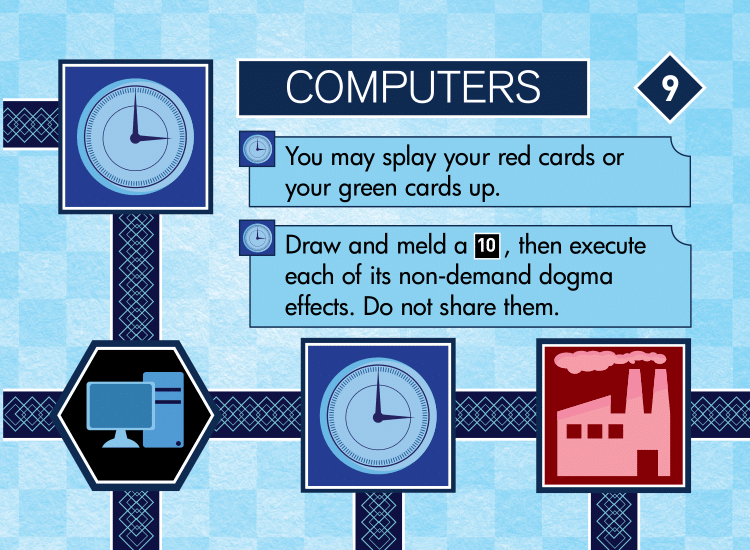 COMPUTERS
9
You may splay your red cards or
your green cards up.
Draw and meld a 10, then execute
each of its non-demand dogma
effects. Do not share them.